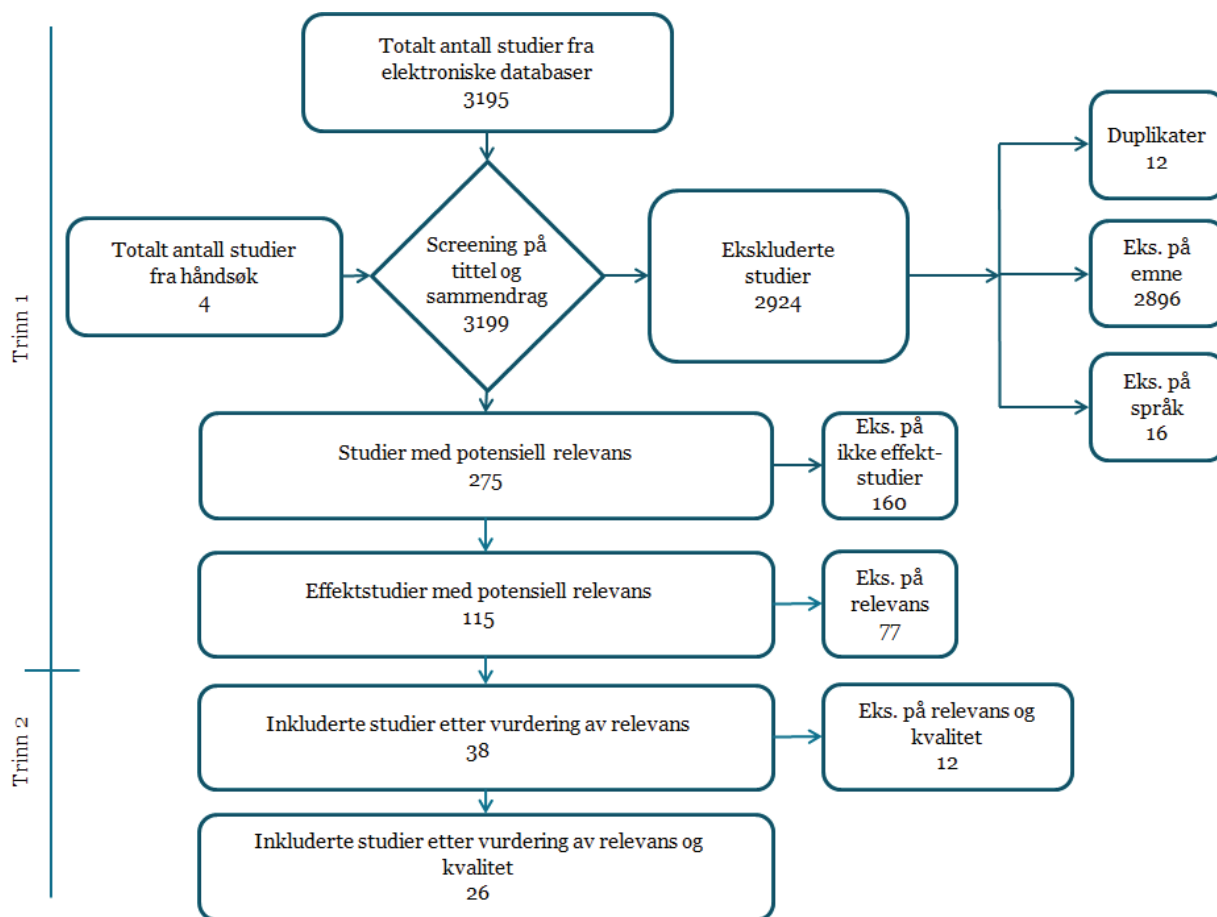 Totalt antall studier fra
elektroniske databaser
3195
Totalt antall studier
fra håndsøk
4
Screening på
tittel og
sammendrag
3199
Ekskluderte
studier
2924
Duplikater
12
Eks. på
emne
2896
Eks. på
språk
16
Trinn 1
Studier med potensiell relevans
275
Eks. på
ikke effekt-
studier
160
Effektstudier med potensiell relevans
115
Eks. på
relevans
77
Trinn 2
Inkluderte studier etter vurdering av relevans
38
Eks. på relevans og
kvalitet
12
Inkluderte studier etter vurdering av relevans og
kvalitet
26